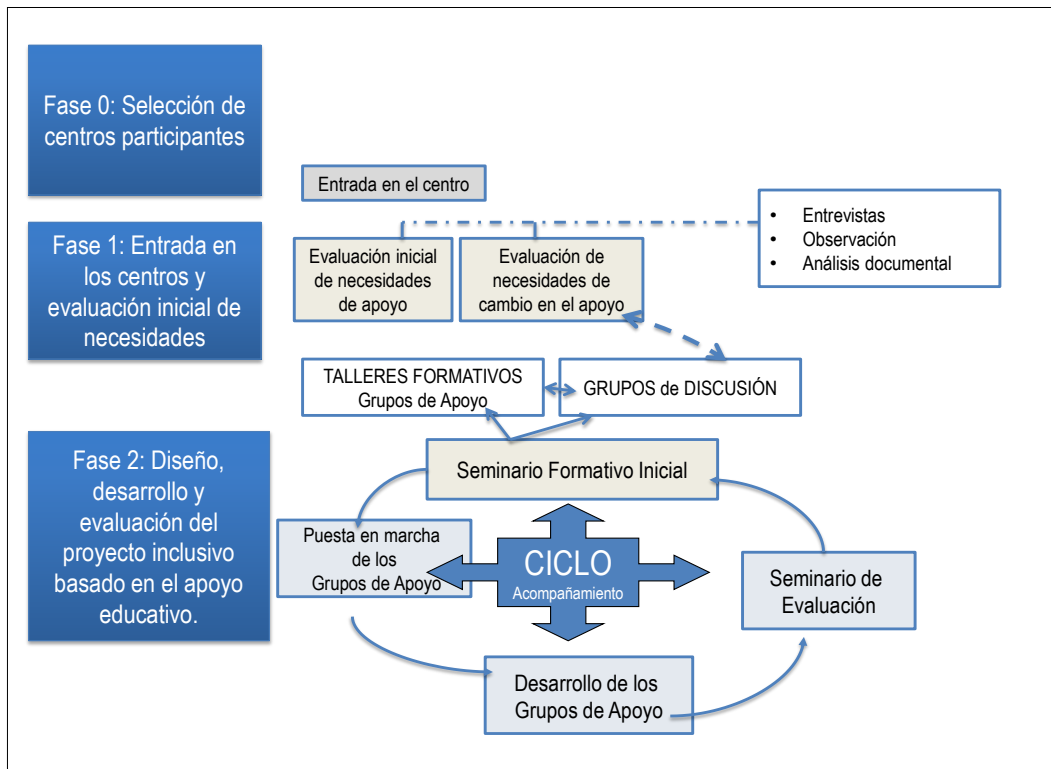 Fase 0: Selección de
centros participantes
Entrada en el centro
• Entrevistas
• Observación
• Análisis documental
Fase 1: Entrada en
los centros y
evaluación inicial de
necesidades
Evaluación inicial
de necesidades
de apoyo
Evaluación de
necesidades de
cambio en el apoyo
TALLERES FORMATIVOS
Grupos de Apoyo
GRUPOS de DISCUSIÓN
Fase 2: Diseño,
desarrollo y
evaluación del
proyecto inclusivo
basado en el apoyo
educativo.
Seminario Formativo Inicial
Puesta en marcha
de los
Grupos de Apoyo
CICLO
Acompañamiento
Seminario de
Evaluación
Desarrollo de los
Grupos de Apoyo